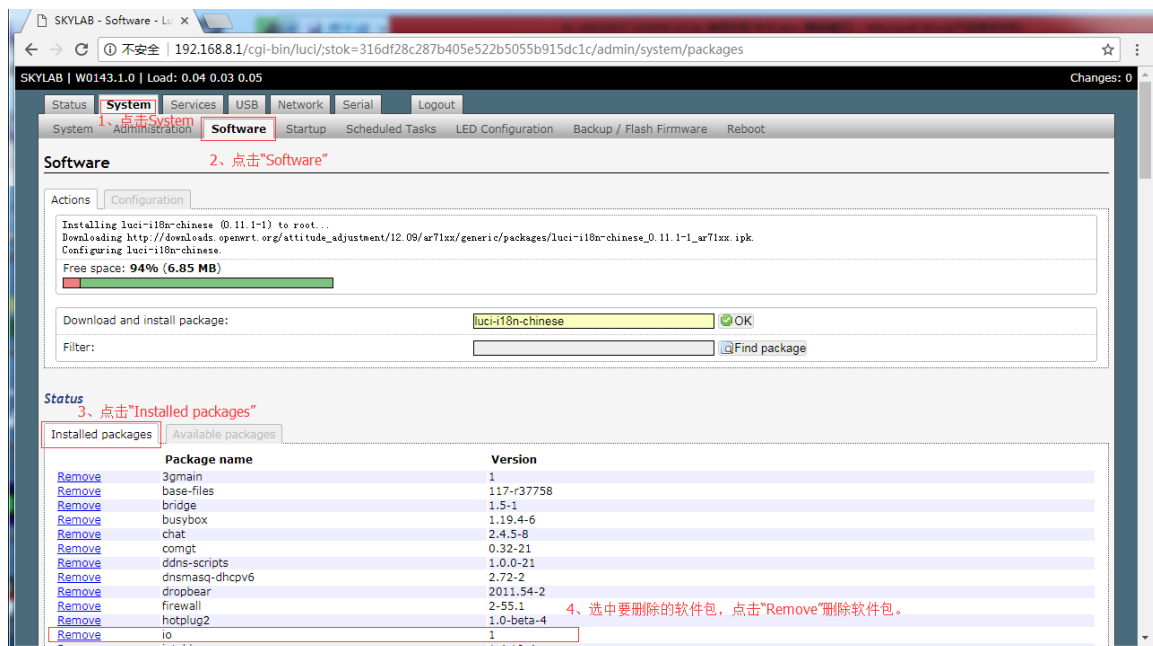 SKYLAB - Software - Lu
不安全 | 192.168.8.1/cgi-bin/luci/;stok=316df28c287b405e522b5055b915dc1c/admin/system/packages
SKYLAB | W0143.1.0 | Load: 0.04 0.03 0.05 Changes: 0
Status System Services USB Network Serial Logout
1、点击System
System Administration Software Startup Scheduled Tasks LED Configuration Backup / Flash Firmware Reboot
Software 2、点击“Software”
Actions Configuration
Installing luci-i18n-chinese (0.11.1-1) to root...
Downloading http://downloads.openwrt.org/attitude_adjustment/12.09/ar71xx/generic/packages/luci-i18n-chinese_0.11.1-1_ar71xx.ipk.
Configuring luci-i18n-chinese.
Free space: 94% (6.85 MB)
Download and install package: luci-i18n-chinese OK
Filter: Find package
Status
3、点击“Installed packages”
Installed packages Available packages
Package name Version
Remove 3gmain 1
Remove base-files 117-r37758
Remove bridge 1.5-1
Remove busybox 1.19.4-6
Remove chat 2.4.5-8
Remove comgt 0.32-21
Remove ddns-scripts 1.0.0-21
Remove dnsmasq-dhcpv6 2.72-2
Remove dropbear 2011.54-2
Remove firewall 2-55.1
4、选中要删除的软件包，点击“Remove”删除软件包。
Remove hotplug2 1.0-beta-4
Remove io 1